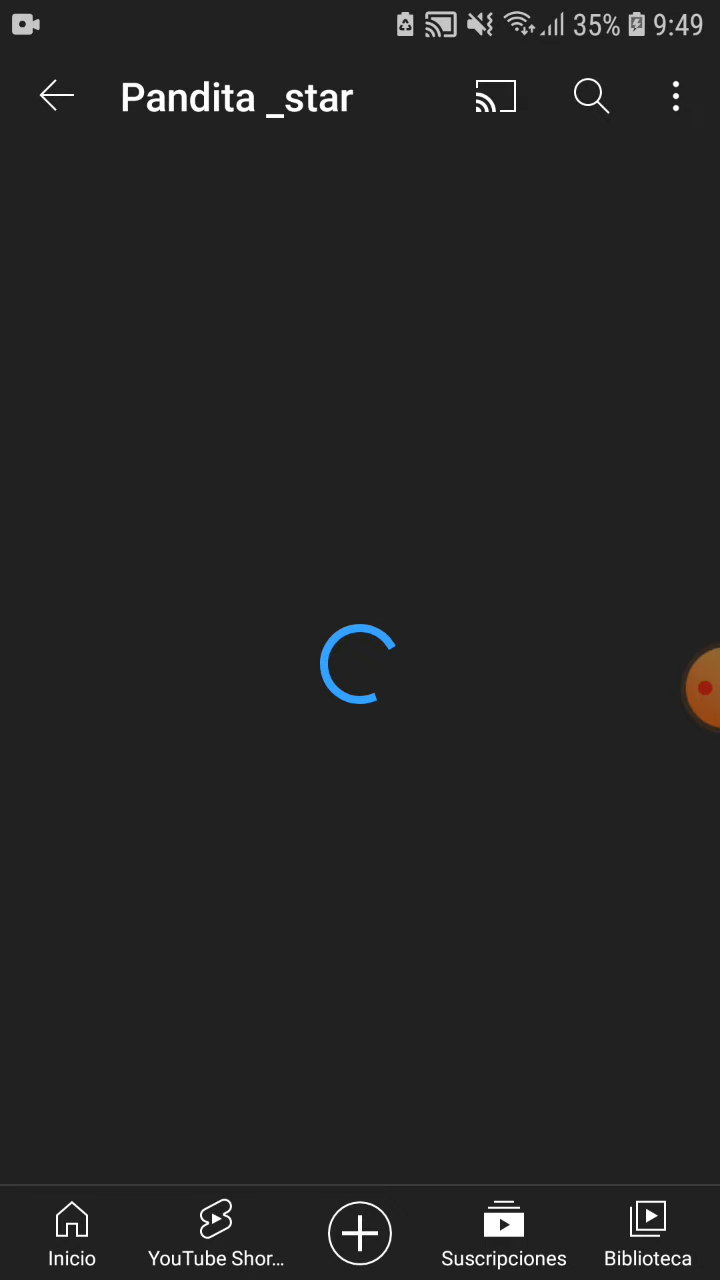 35% 9:49
Pandita _star
Inicio
YouTube Shor...
Suscripciones
Biblioteca